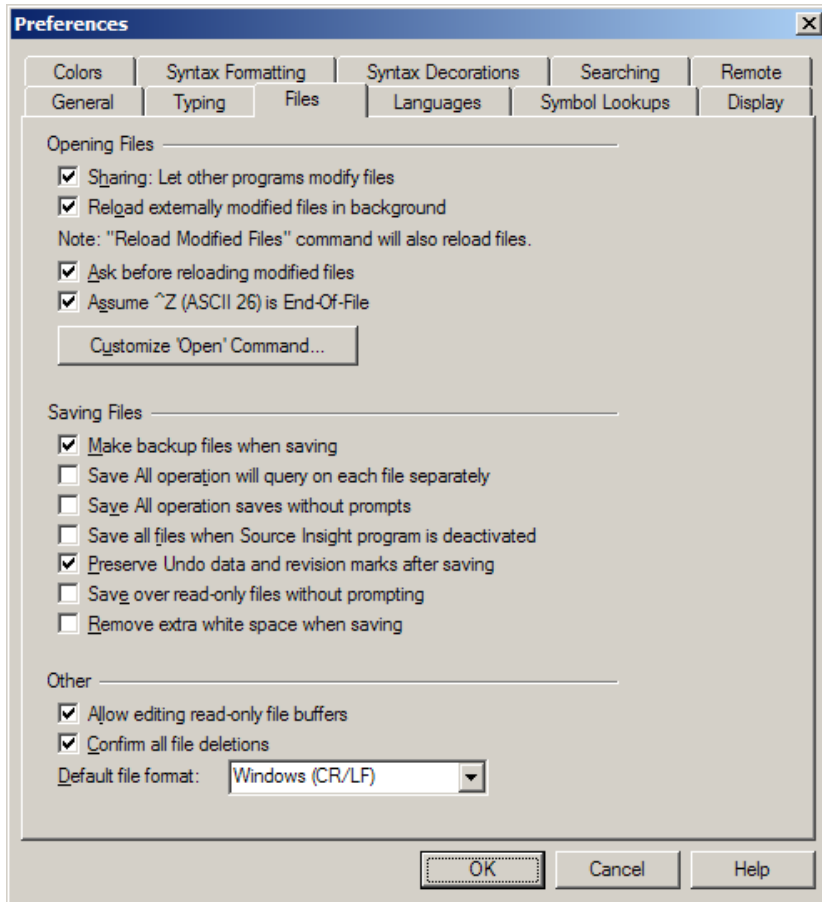 Preferences
Colors
Syntax Formatting
Syntax Decorations
Searching
Remote
General
Typing
Files
Languages
Symbol Lookups
Display
Opening Files
Sharing: Let other programs modify files
Reload externally modified files in background
Note: "Reload Modified Files" command will also reload files.
Ask before reloading modified files
Assume ^Z (ASCII 26) is End-Of-File
Customize 'Open' Command...
Saving Files
Make backup files when saving
Save All operation will query on each file separately
Save All operation saves without prompts
Save all files when Source Insight program is deactivated
Preserve Undo data and revision marks after saving
Save over read-only files without prompting
Remove extra white space when saving
Other
Allow editing read-only file buffers
Confirm all file deletions
Default file format: Windows (CR/LF)
OK
Cancel
Help